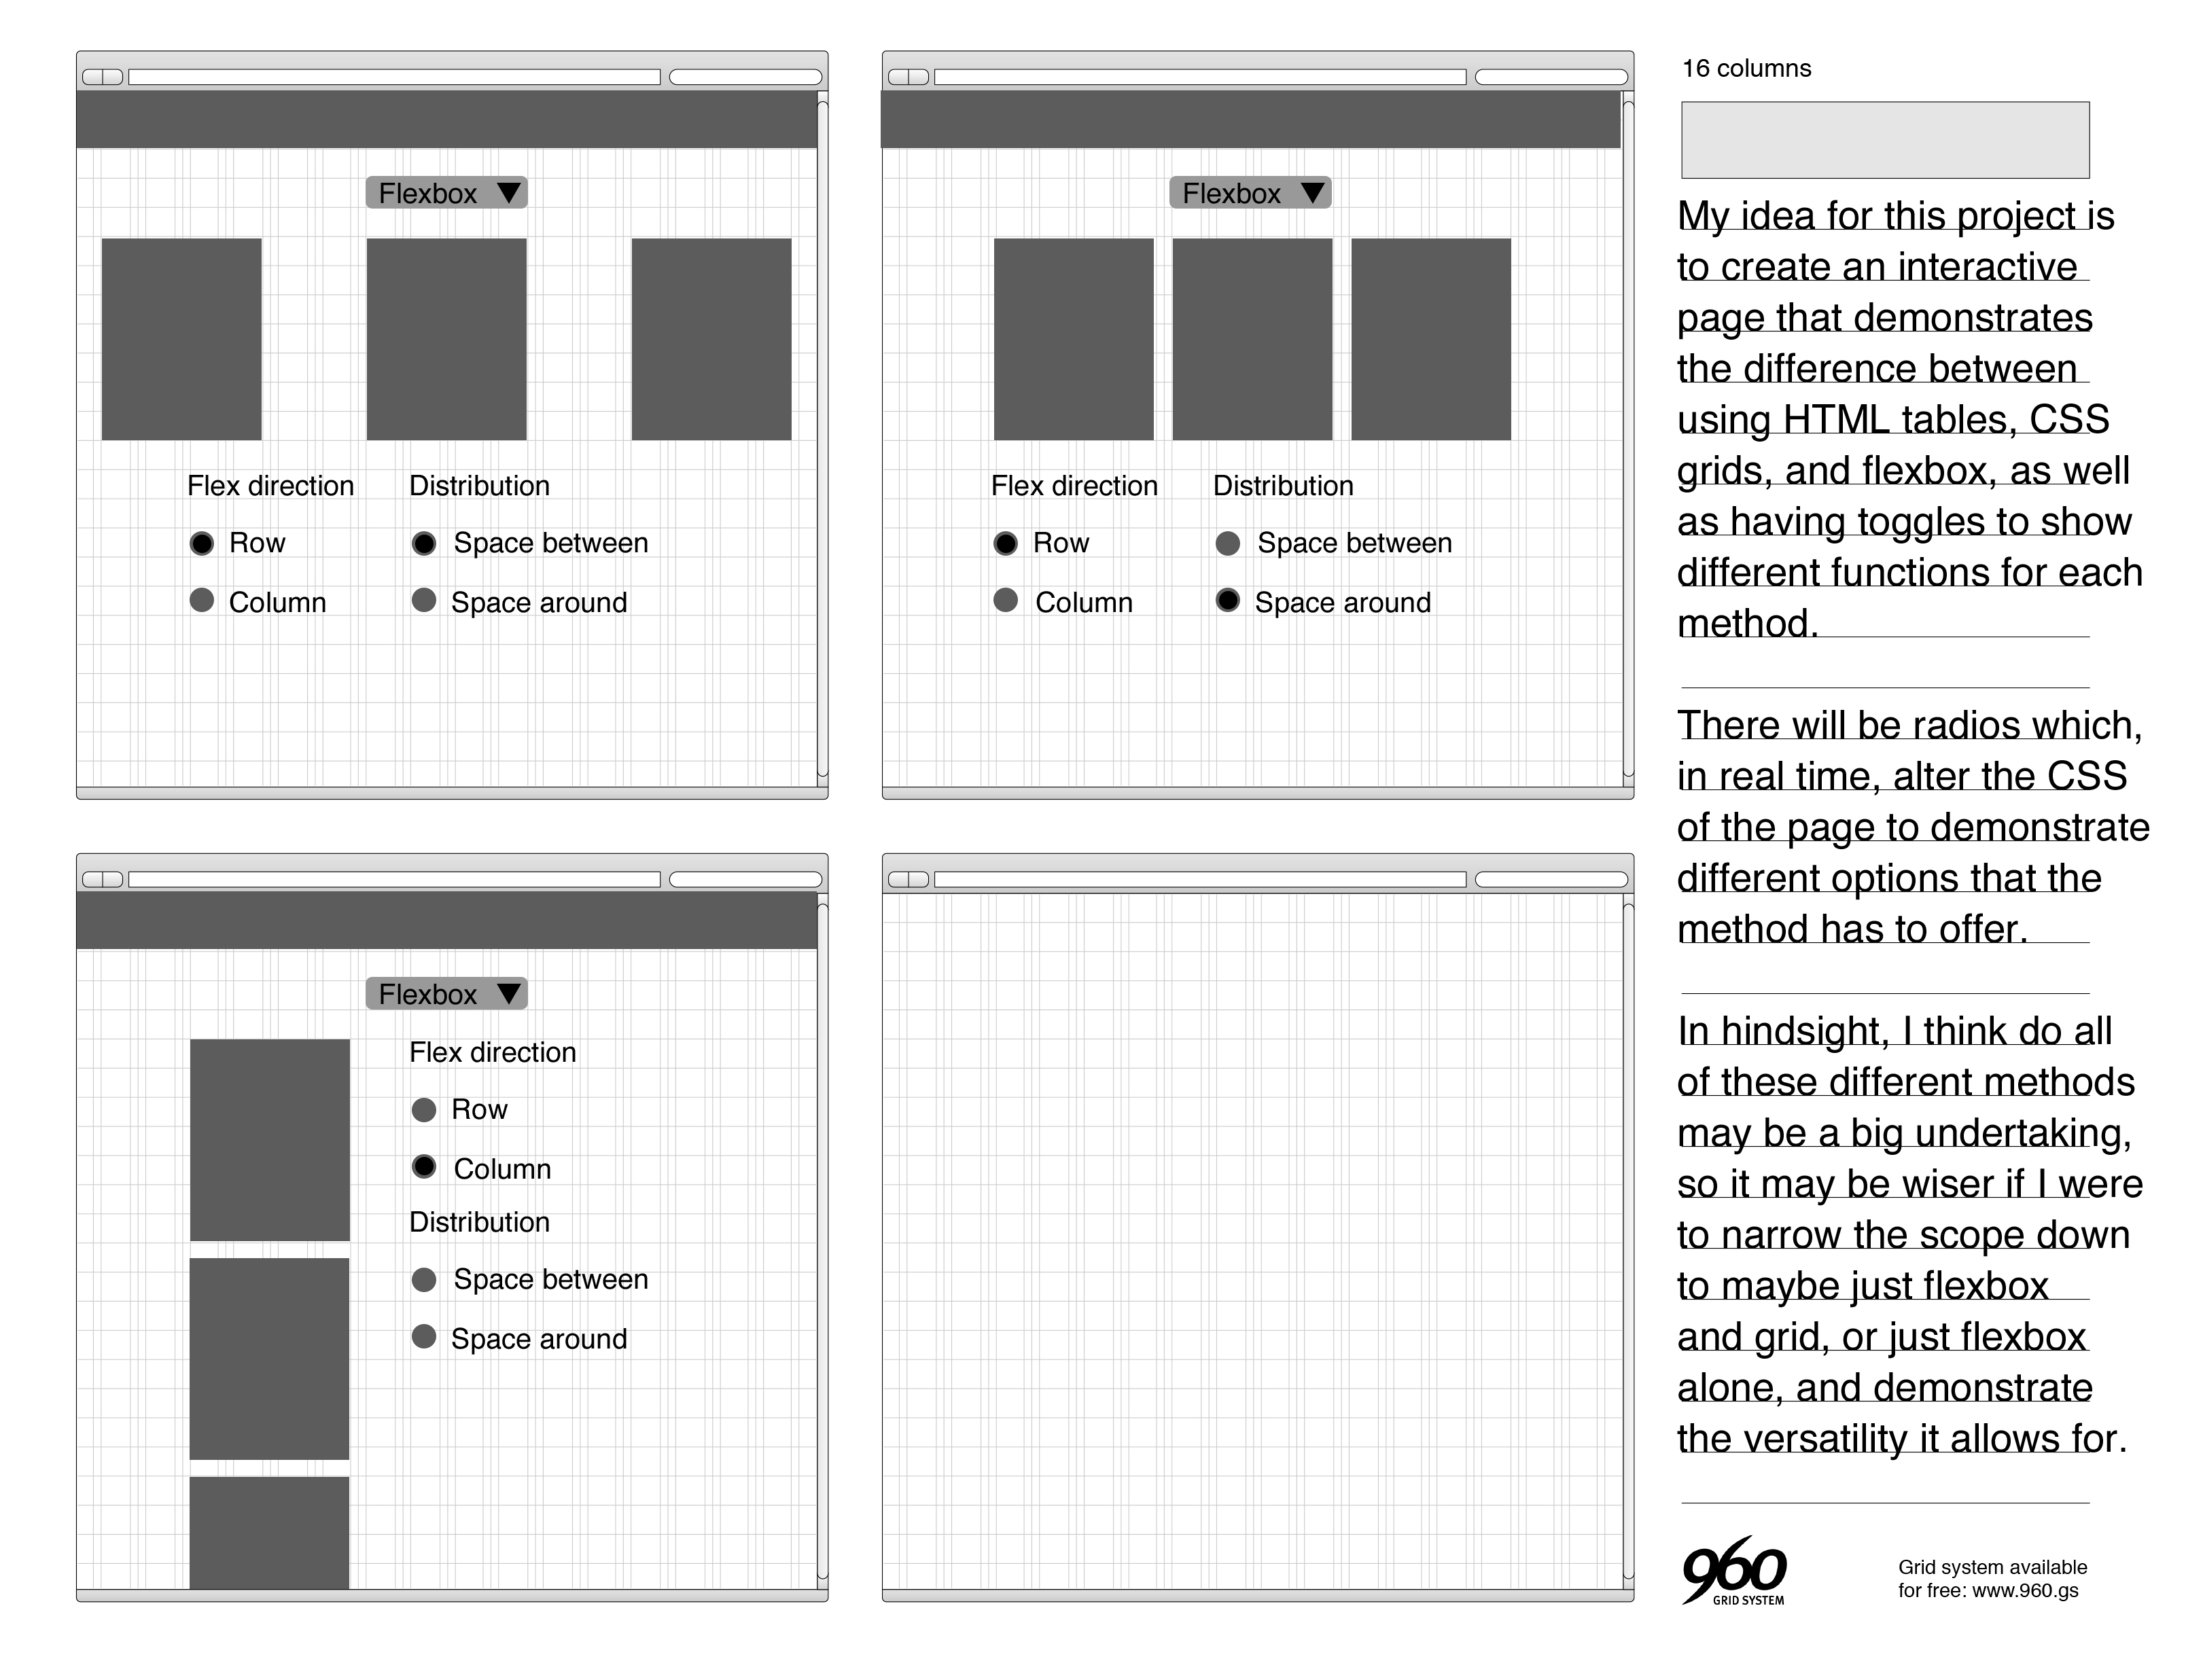 Flexbox
Flex direction
Distribution
Row
Space between
Column
Space around
Flexbox
Flex direction
Distribution
Row
Space between
Column
Space around
Flexbox
Flex direction
Row
Column
Distribution
Space between
Space around
16 columns
My idea for this project is
to create an interactive
page that demonstrates
the difference between
using HTML tables, CSS
grids, and flexbox, as well
as having toggles to show
different functions for each
method.
There will be radios which,
in real time, alter the CSS
of the page to demonstrate
different options that the
method has to offer.
In hindsight, I think do all
of these different methods
may be a big undertaking,
so it may be wiser if I were
to narrow the scope down
to maybe just flexbox
and grid, or just flexbox
alone, and demonstrate
the versatility it allows for.
960
GRID SYSTEM
Grid system available
for free: www.960.gs